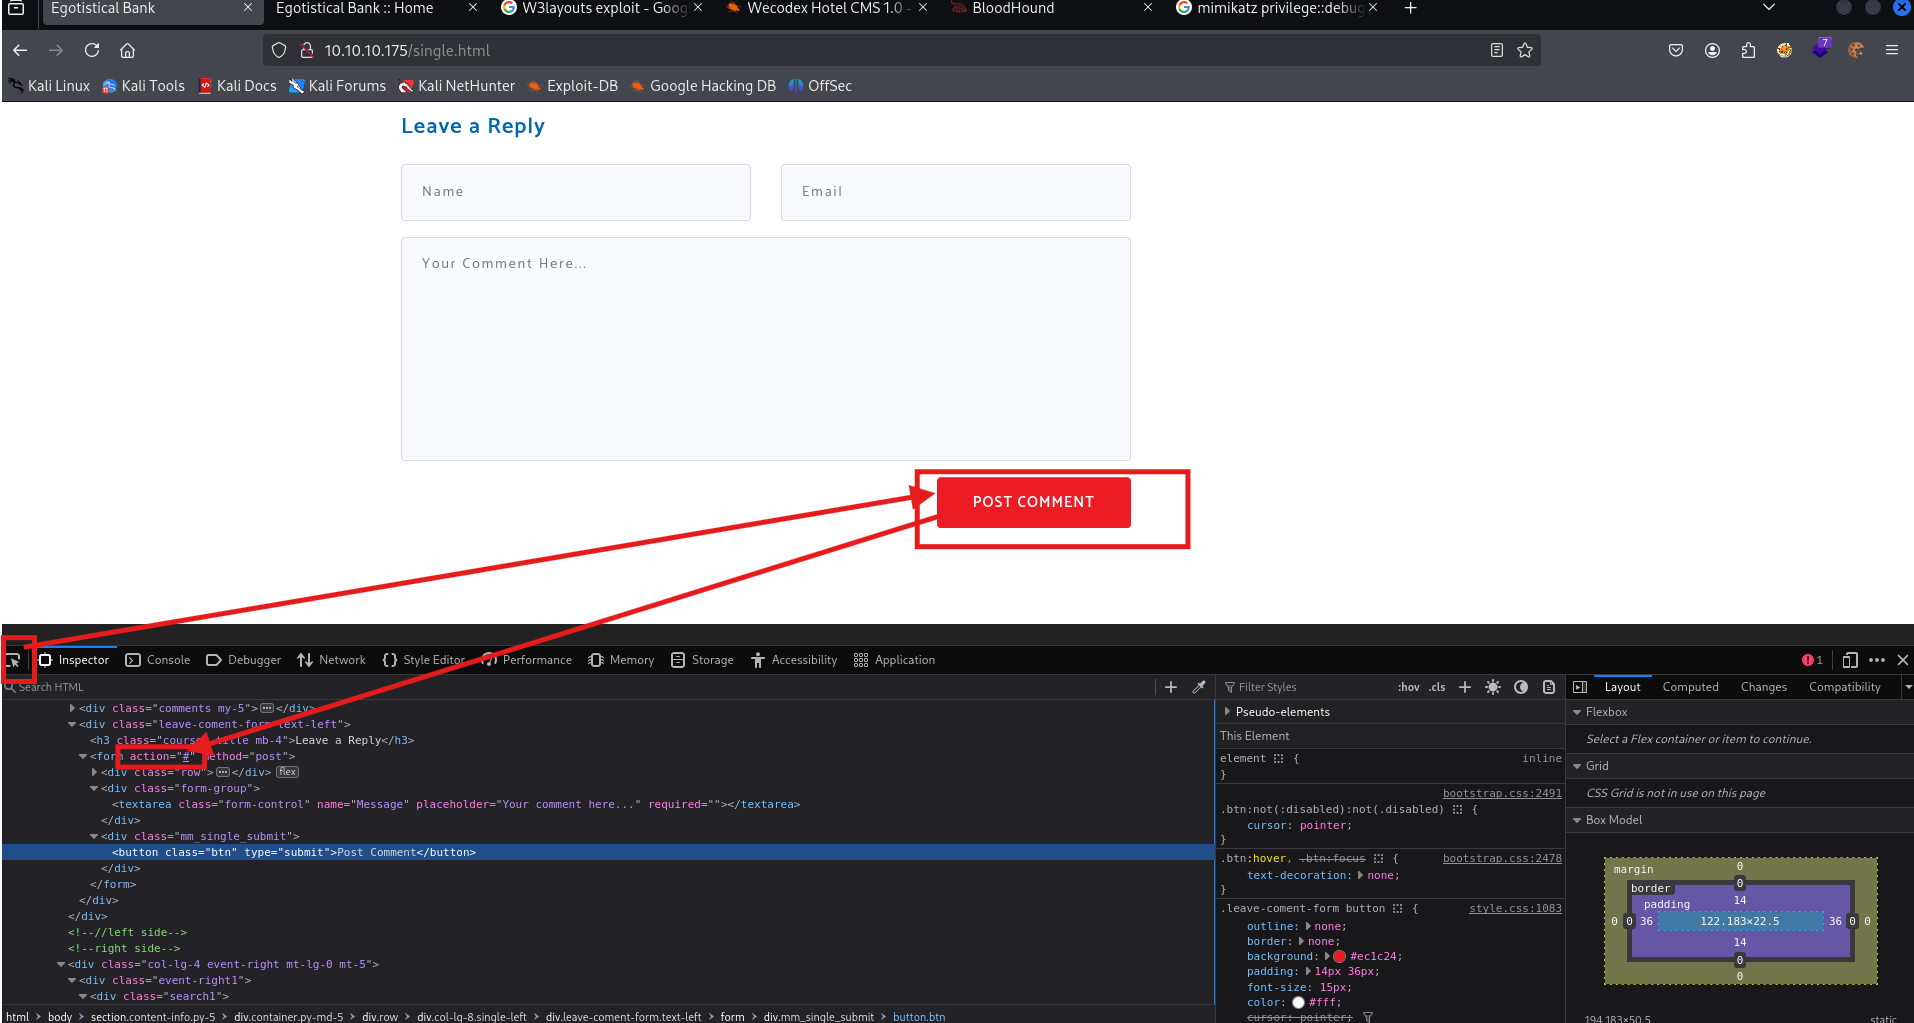 Egotistical Bank
Egotistical Bank :: Home
W3layouts exploit - Goog
Wecodex Hotel CMS 1.0 -
BloodHound
mimikatz privilege::debug
10.10.10.175/single.html
7
Kali Linux
Kali Tools
Kali Docs
Kali Forums
Kali NetHunter
Exploit-DB
Google Hacking DB
OffSec
Leave a Reply
Name
Email
Your Comment Here...
POST COMMENT
Inspector
Console
Debugger
Network
Style Editor
Performance
Memory
Storage
Accessibility
Application
1
Search HTML
<div class="comments my-5"></div>
<div class="leave-coment-form text-left">
<h3 class="course title mb-4">Leave a Reply</h3>
<form action="#" method="post">
<div class="row"></div> flex
<div class="form-group">
<textarea class="form-control" name="Message" placeholder="Your comment here..." required=""></textarea>
</div>
<div class="mm_single_submit">
<button class="btn" type="submit">Post Comment</button>
</div>
</form>
</div>
</div>
<!--//left side-->
<!--right side-->
<div class="col-lg-4 event-right mt-lg-0 mt-5">
<div class="event-right1">
<div class="search1">
html
body
section.content-info.py-5
div.container.py-md-5
div.row
div.col-lg-8.single-left
div.leave-coment-form.text-left
form
div.mm_single_submit
button.btn
Filter Styles
:hov
.cls
Pseudo-elements
This Element
element {
inline
}
bootstrap.css:2491
.btn:not(:disabled):not(.disabled) {
cursor: pointer;
}
.btn:hover, .btn:focus {
bootstrap.css:2478
text-decoration: none;
}
.leave-coment-form button {
style.css:1083
outline: none;
border: none;
background: #ec1c24;
padding: 14px 36px;
font-size: 15px;
color: #fff;
cursor: pointer;
Layout
Computed
Changes
Compatibility
Flexbox
Select a Flex container or item to continue.
Grid
CSS Grid is not in use on this page
Box Model
margin
0
border
0
padding
14
0
0
36
122.183×22.5
36
0
0
14
0
0
194.183×50.5
static